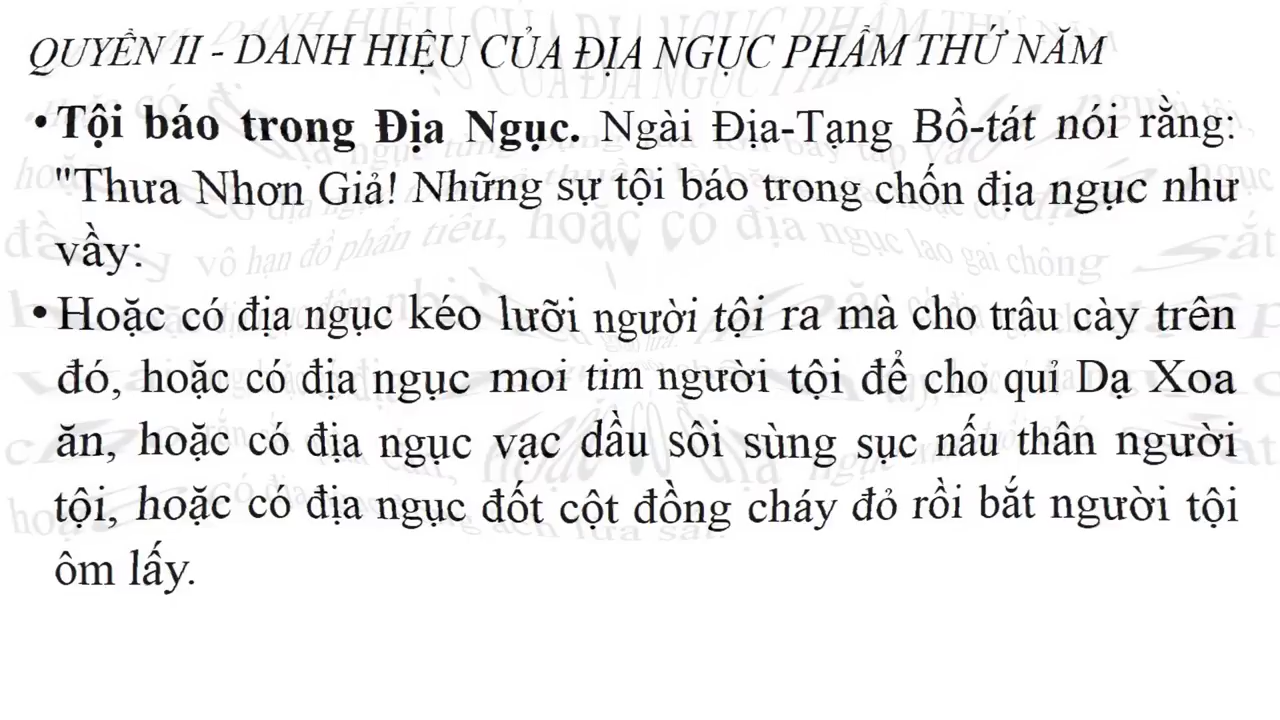 QUYỂN II - DANH HIỆU CỦA ĐỊA NGỤC PHẨM THỨ NĂM
•Tội báo trong Địa Ngục. Ngài Địa-Tạng Bồ-tát nói rằng:
"Thưa Nhơn Giả! Những sự tội báo trong chốn địa ngục như
vầy:
•Hoặc có địa ngục kéo lưỡi người tội ra mà cho trâu cày trên
đó, hoặc có địa ngục moi tim người tội để cho quỉ Dạ Xoa
ăn, hoặc có địa ngục vạc dầu sôi sùng sục nấu thân người
tội, hoặc có địa ngục đốt cột đồng cháy đỏ rồi bắt người tội
ôm lấy.